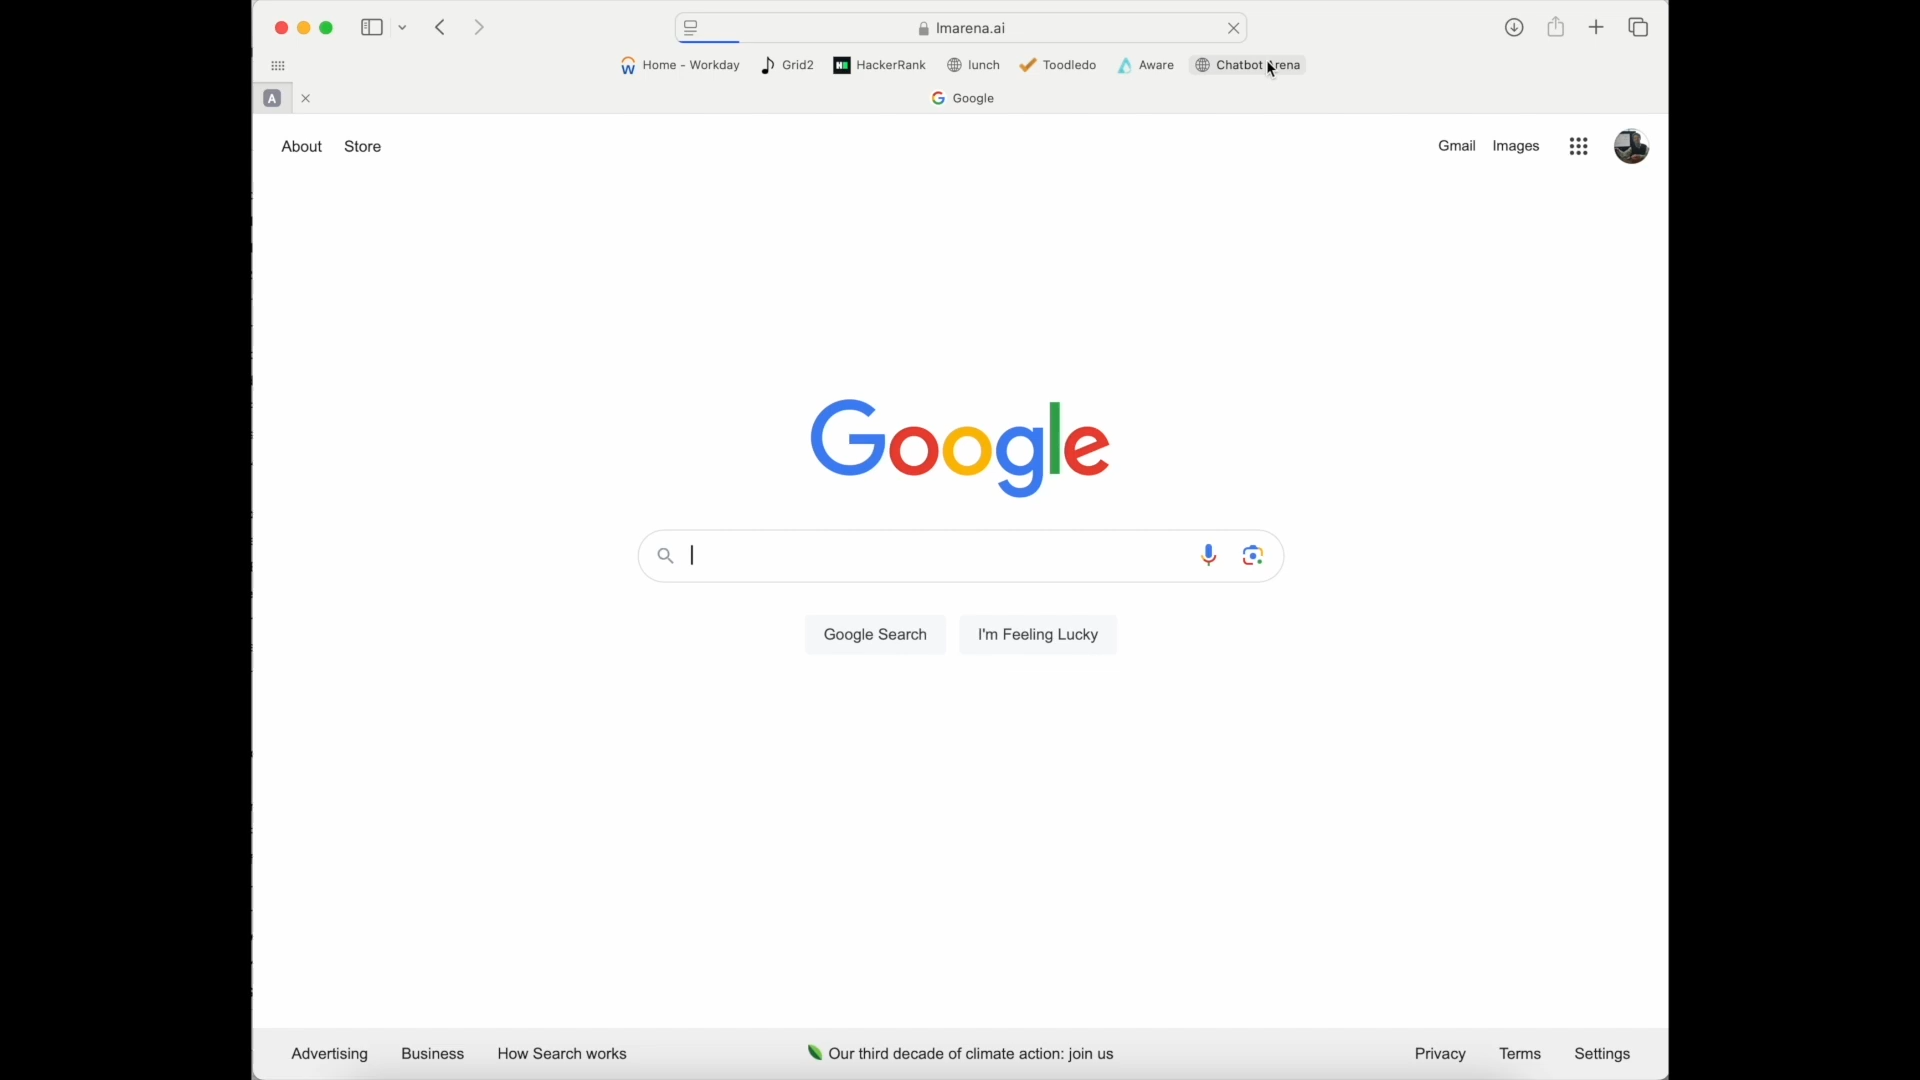 lmarena.ai
Home - Workday Grid2 HackerRank lunch Toodledo Aware Chatbot Arena
A Google
About Store Gmail Images
Google
Google Search I'm Feeling Lucky
Advertising Business How Search works Our third decade of climate action: join us Privacy Terms Settings